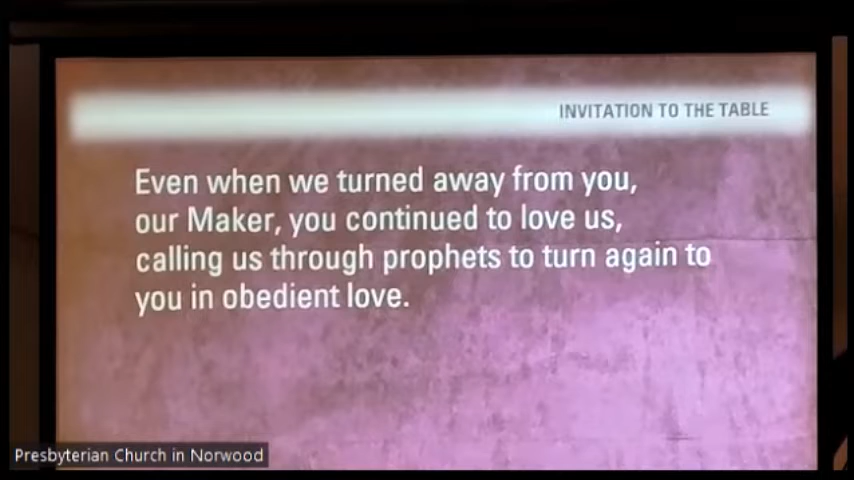 INVITATION TO THE TABLE
Even when we turned away from you,
our Maker, you continued to love us,
calling us through prophets to turn again to
you in obedient love.
Presbyterian Church in Norwood